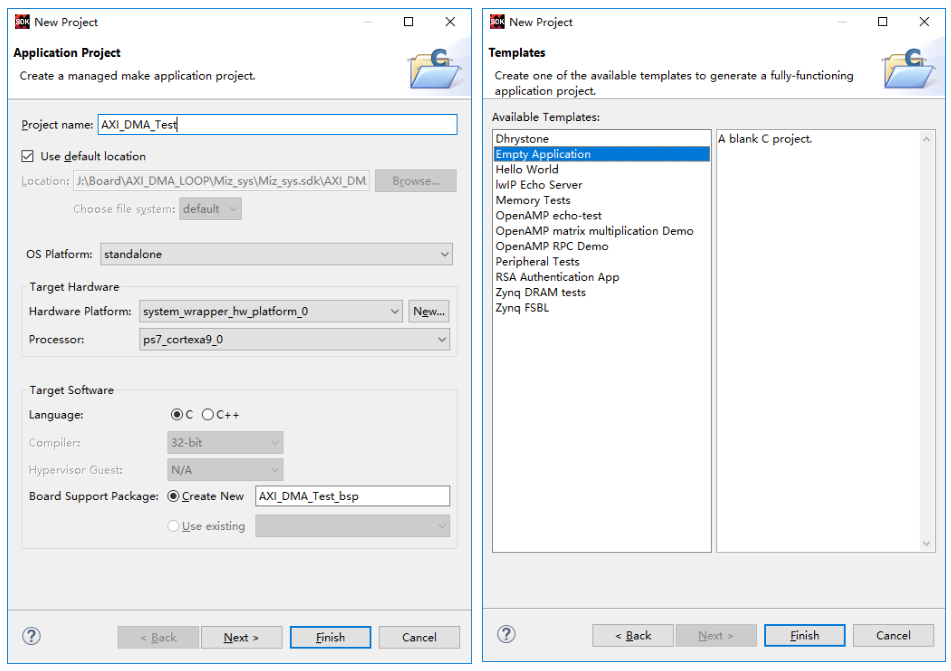 SDK New Project
Application Project
Create a managed make application project.
Project name: AXI_DMA_Test
Use default location
Location: J:\Board\AXI_DMA_LOOP\Miz_sys\Miz_sys.sdk\AXI_DM.
Browse...
Choose file system: default
OS Platform: standalone
Target Hardware
Hardware Platform: system_wrapper_hw_platform_0
New...
Processor: ps7_cortexa9_0
Target Software
Language: C C++
Compiler: 32-bit
Hypervisor Guest: N/A
Board Support Package: Create New AXI_DMA_Test_bsp
Use existing
? < Back Next > Finish Cancel
SDK New Project
Templates
Create one of the available templates to generate a fully-functioning
application project.
Available Templates:
Dhrystone
Empty Application
Hello World
lwIP Echo Server
Memory Tests
OpenAMP echo-test
OpenAMP matrix multiplication Demo
OpenAMP RPC Demo
Peripheral Tests
RSA Authentication App
Zynq DRAM tests
Zynq FSBL
A blank C project.
? < Back Next > Finish Cancel